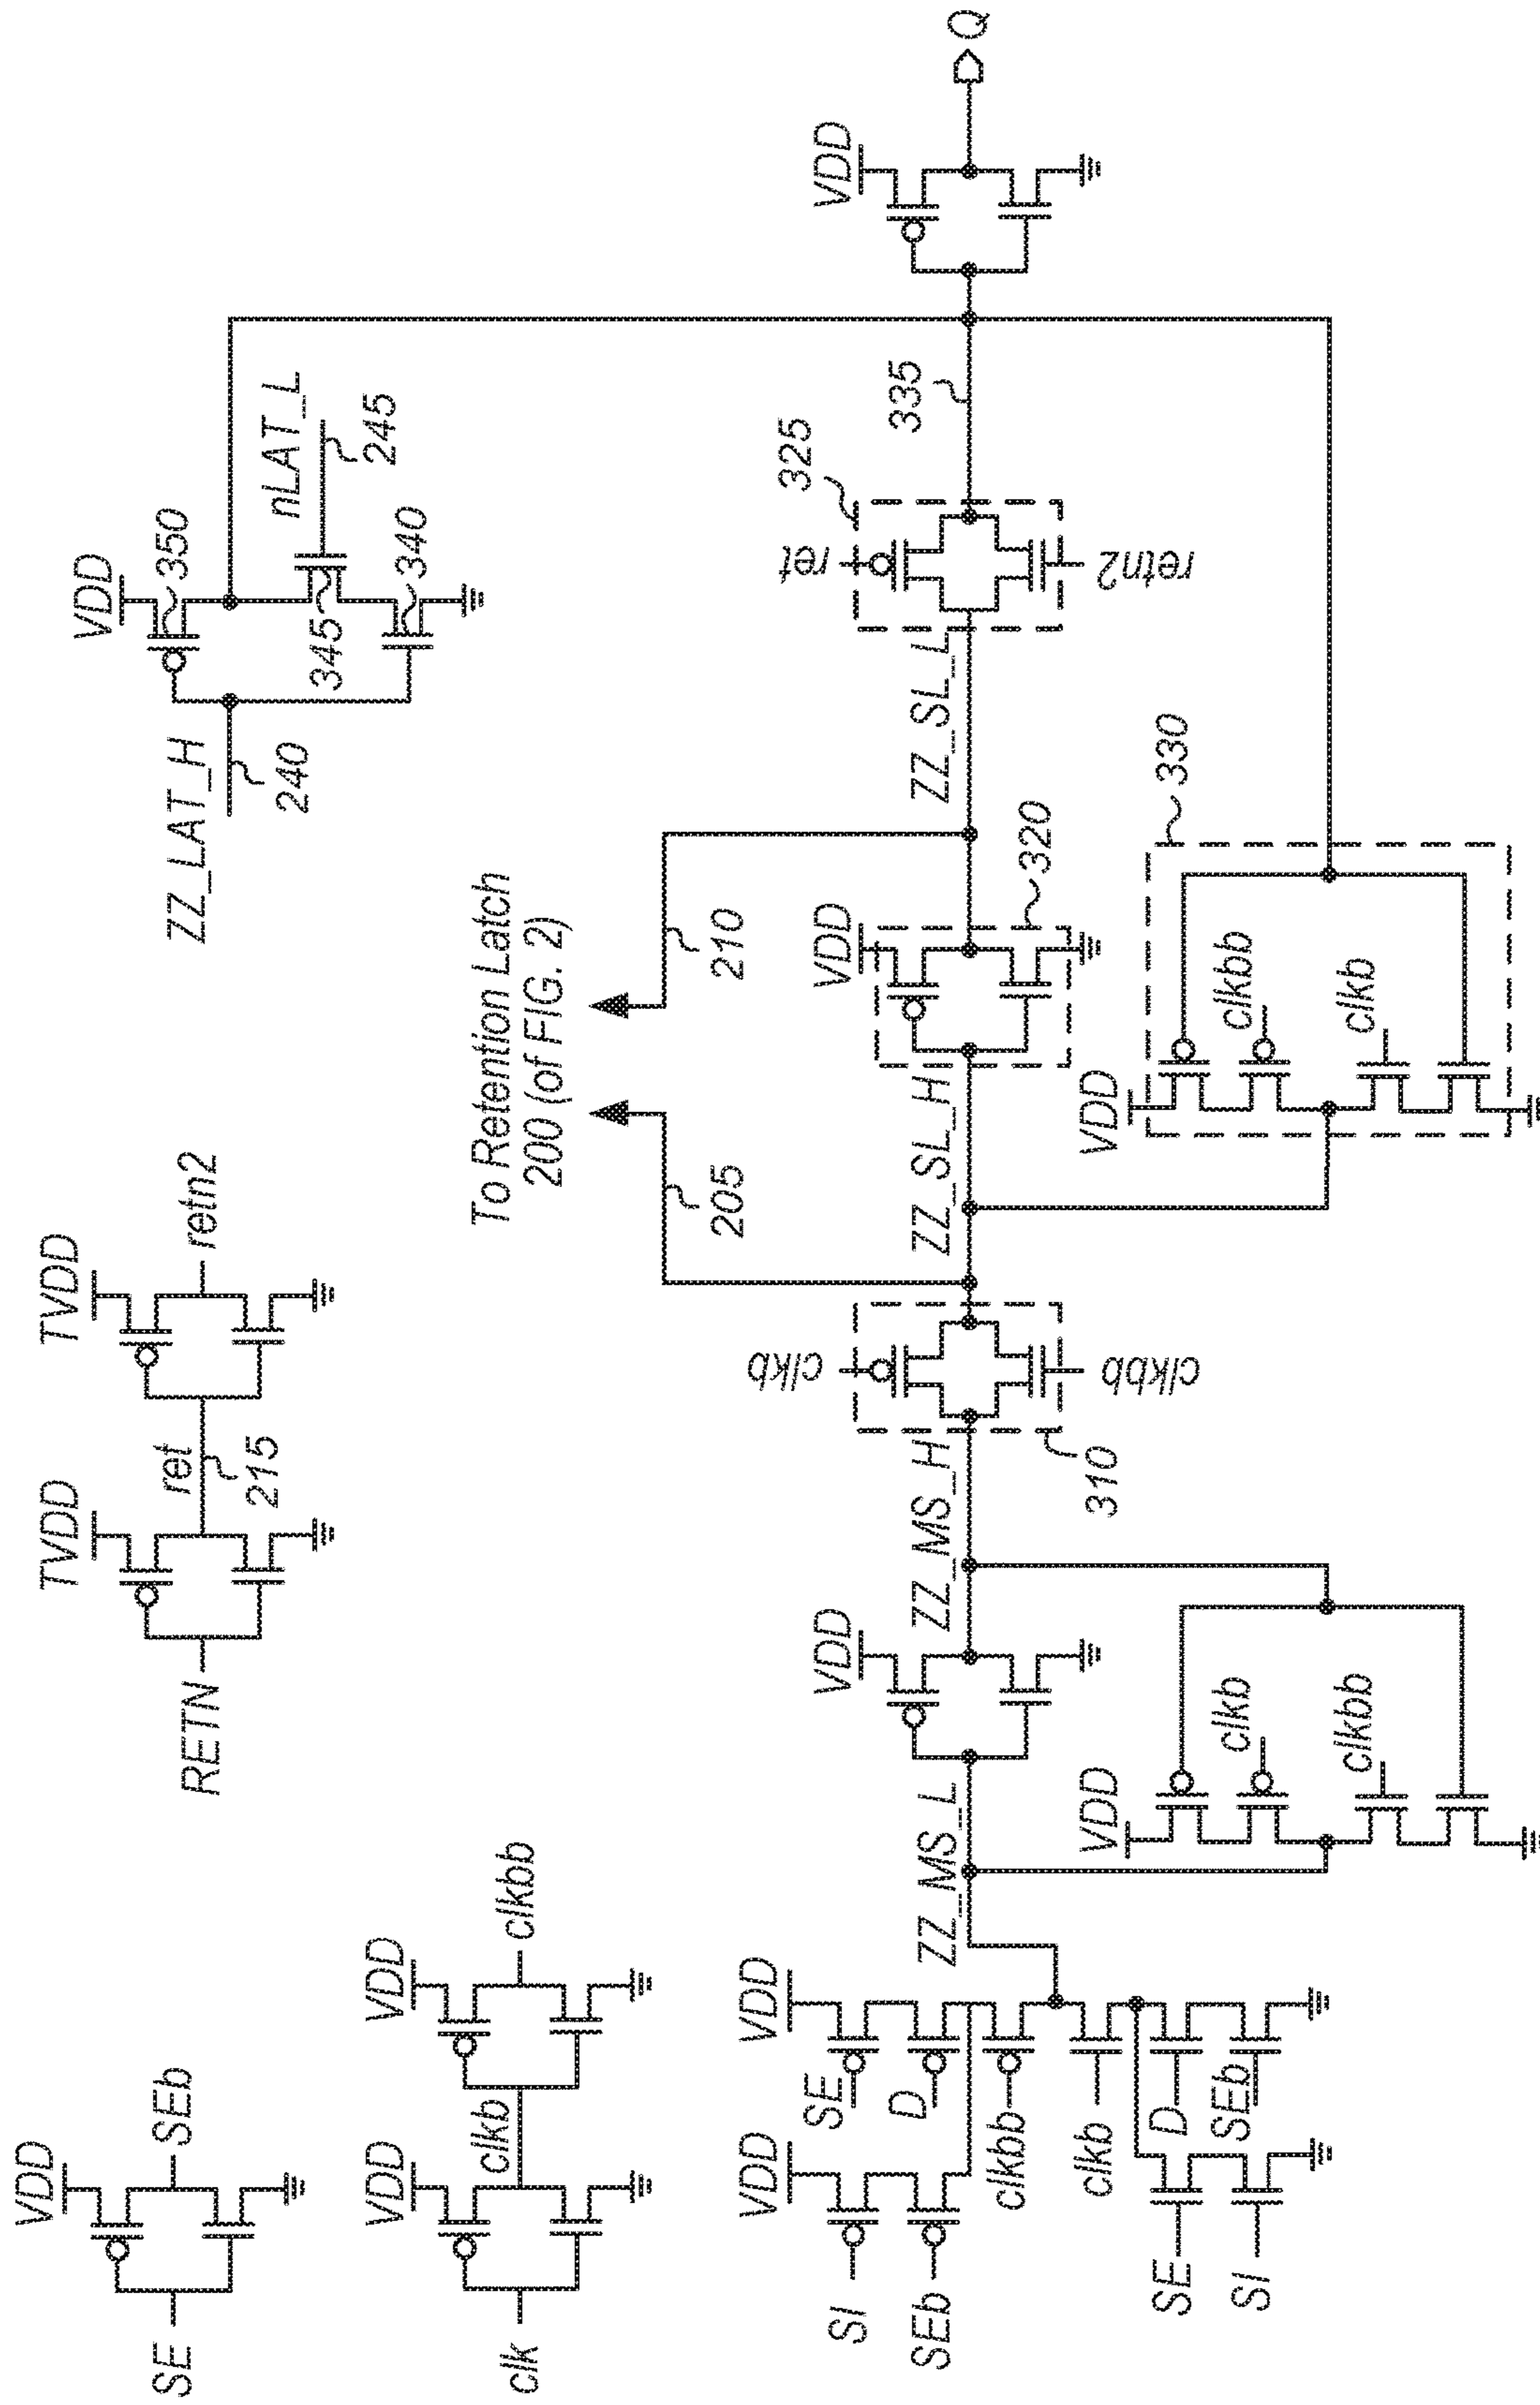 SE
VDD
SEb
clk
VDD
clkb
VDD
clkbb
RETN
TVDD
ret
215
TVDD
retn2
ZZ_LAT_H
240
VDD
350
345
340
nLAT_L
245
To Retention Latch
200 (of FIG. 2)
205
210
VDD
VDD
SI
SEb
SE
D
clkbb
clkb
D
SEb
SE
SI
ZZ_MS_L
VDD
ZZ_MS_H
VDD
clkb
clkbb
clkb
clkbb
310
ZZ_SL_H
VDD
320
ZZ_SL_L
ret
retn2
325
335
VDD
clkbb
clkb
330
VDD
Q